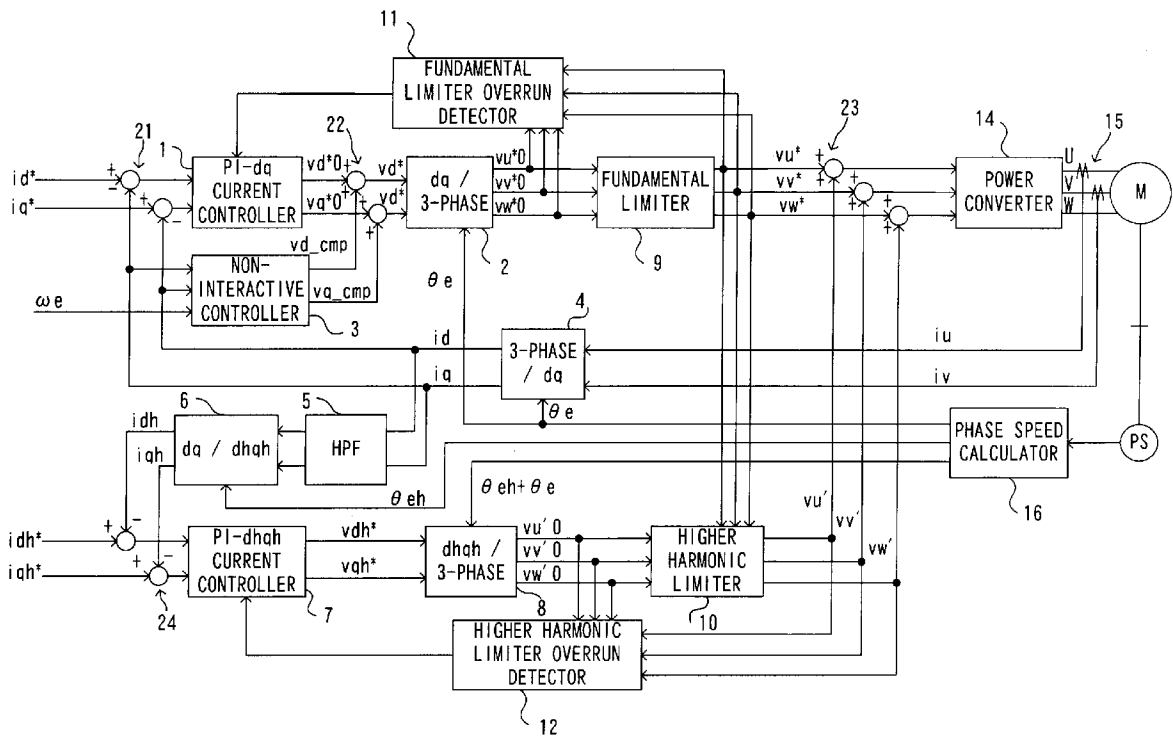 11
FUNDAMENTAL
LIMITER OVERRUN
DETECTOR
21
1
22
23
14
15
id*
iq*
+
-
+
-
PI-dq
CURRENT
CONTROLLER
vd*0
vq*0
+
+
+
+
vd*
vd*
dq /
3-PHASE
2
vu*0
vv*0
vw*0
FUNDAMENTAL
LIMITER
9
vu*
vv*
vw*
+
+
+
+
+
+
POWER
CONVERTER
U
V
W
M
vd_cmp
vq_cmp
NON-
INTERACTIVE
CONTROLLER
3
ωe
θe
4
3-PHASE
/ dq
id
iq
iu
iv
θe
6
5
idh
iqh
dq / dhqh
HPF
PHASE SPEED
CALCULATOR
16
PS
θeh
θeh+θe
idh*
iqh*
+
-
+
-
24
PI-dhqh
CURRENT
CONTROLLER
7
vdh*
vqh*
dhqh /
3-PHASE
8
vu'0
vv'0
vw'0
HIGHER
HARMONIC
LIMITER
10
vu'
vv'
vw'
HIGHER HARMONIC
LIMITER OVERRUN
DETECTOR
12